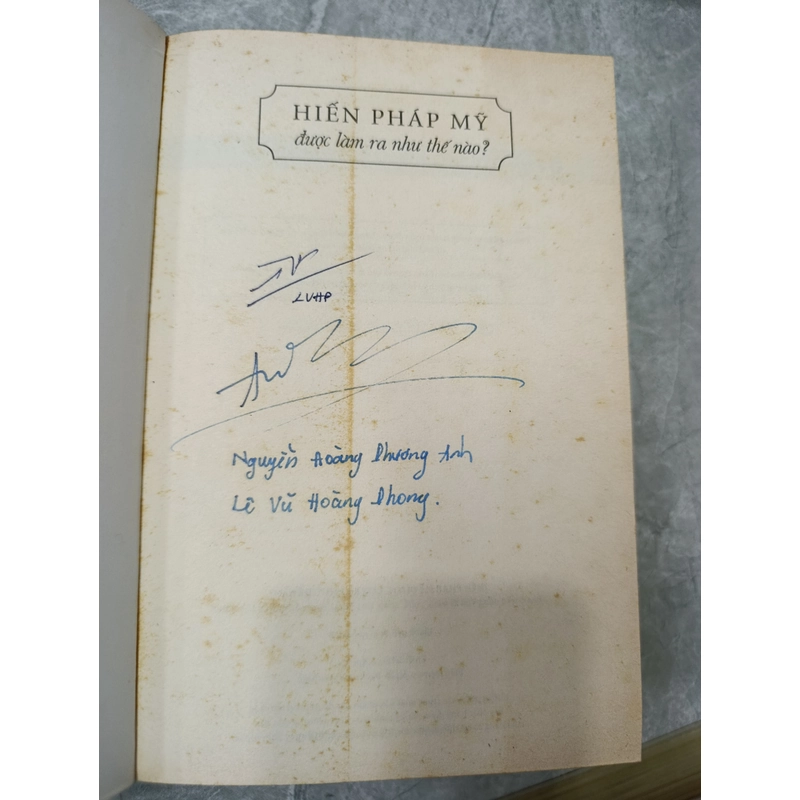 HIẾN PHÁP MỸ
được làm ra như thế nào?
LVHP
Nguyễn Hoàng Phương Anh
Lê Vũ Hoàng Phong.